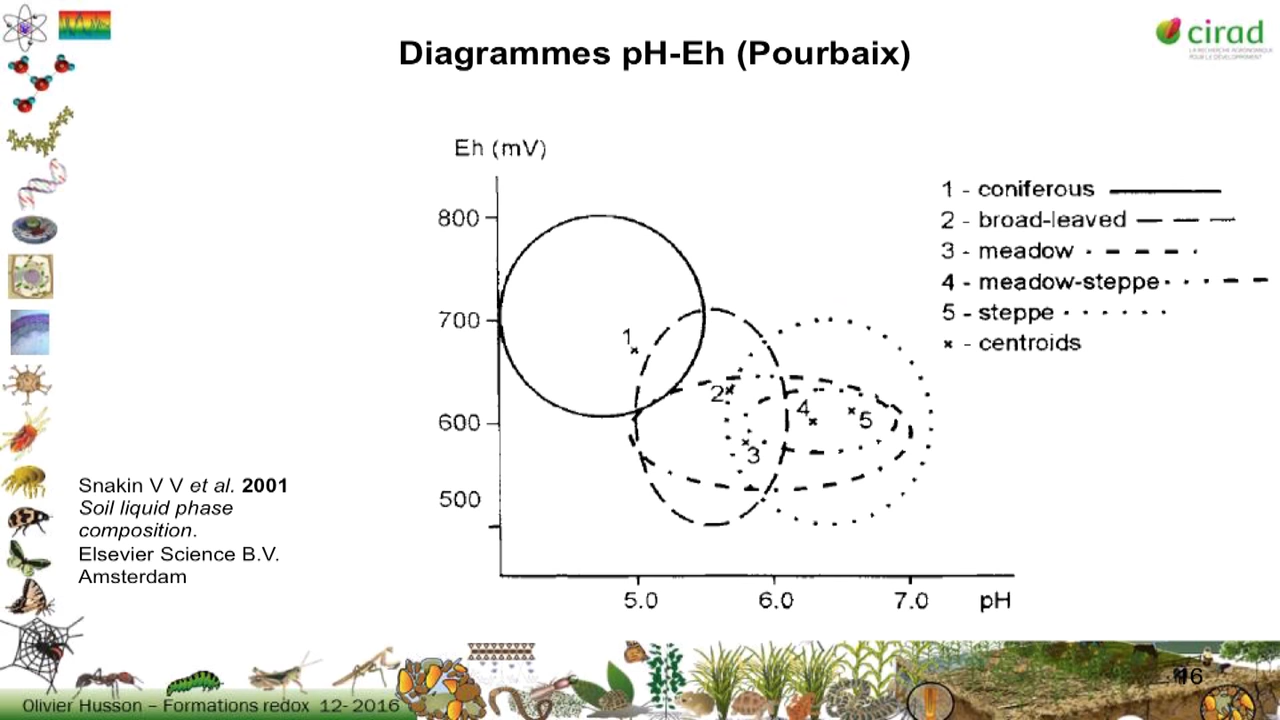 Diagrammes pH-Eh (Pourbaix)
cirad
LA RECHERCHE AGRONOMIQUE
POUR LE DÉVELOPPEMENT
Eh (mV)
800
700
600
500
5.0
6.0
7.0
pH
1
2
3
4
5
1 - coniferous
2 - broad-leaved
3 - meadow
4 - meadow-steppe
5 - steppe
× - centroids
Snakin V V et al. 2001
Soil liquid phase
composition.
Elsevier Science B.V.
Amsterdam
Olivier Husson – Formations redox 12- 2016